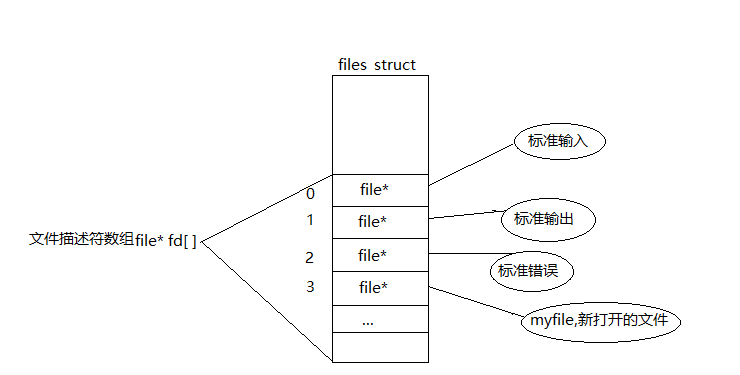 files struct
标准输入
0 file*
1 file* 标准输出
文件描述符数组file* fd[ ]
2 file* 标准错误
3 file*
... myfile,新打开的文件